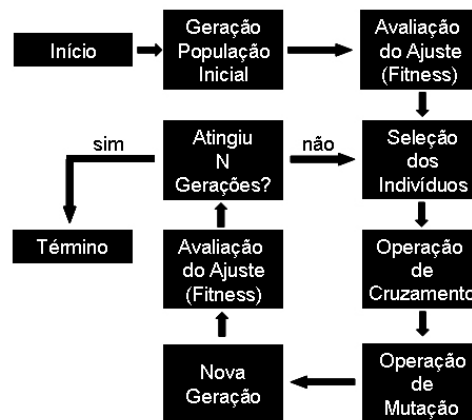 Início
Geração
População
Inicial
Avaliação
do Ajuste
(Fitness)
Seleção
dos
Indivíduos
Operação
de
Cruzamento
Operação
de
Mutação
Nova
Geração
Avaliação
do Ajuste
(Fitness)
Atingiu
N
Gerações?
não
sim
Término